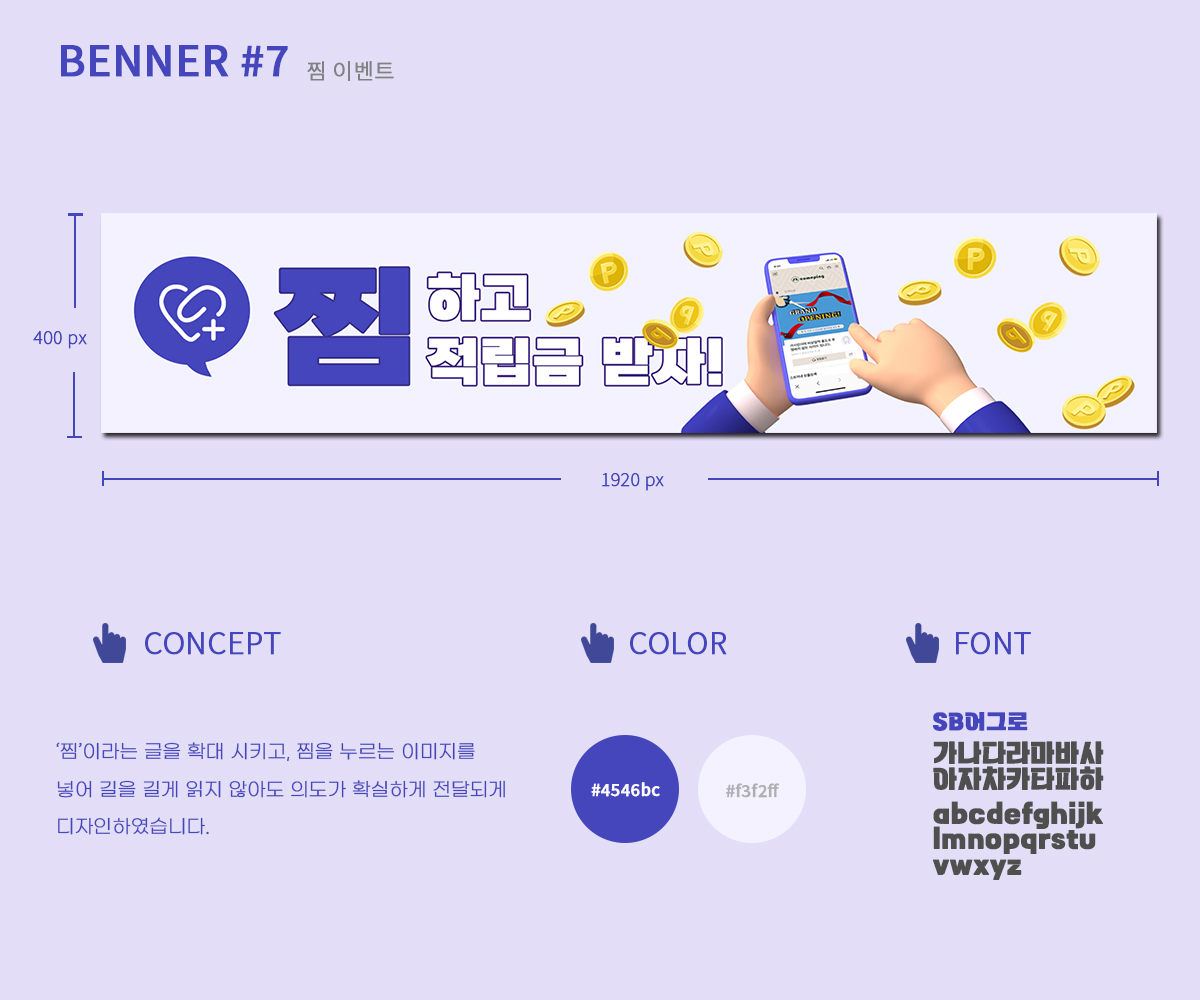 BENNER #7 찜 이벤트
400 px
찜 하고
적립금 받자!
GRAND
OPENING!
P
P
P
P
P
P
P
P
P
P
P
1920 px
CONCEPT
'찜'이라는 글을 확대 시키고, 찜을 누르는 이미지를
넣어 길을 길게 읽지 않아도 의도가 확실하게 전달되게
디자인하였습니다.
COLOR
#4546bc
#f3f2ff
FONT
SB어그로
가나다라마바사
아자차카타파하
abcdefghijk
lmnopqrstu
vwxyz